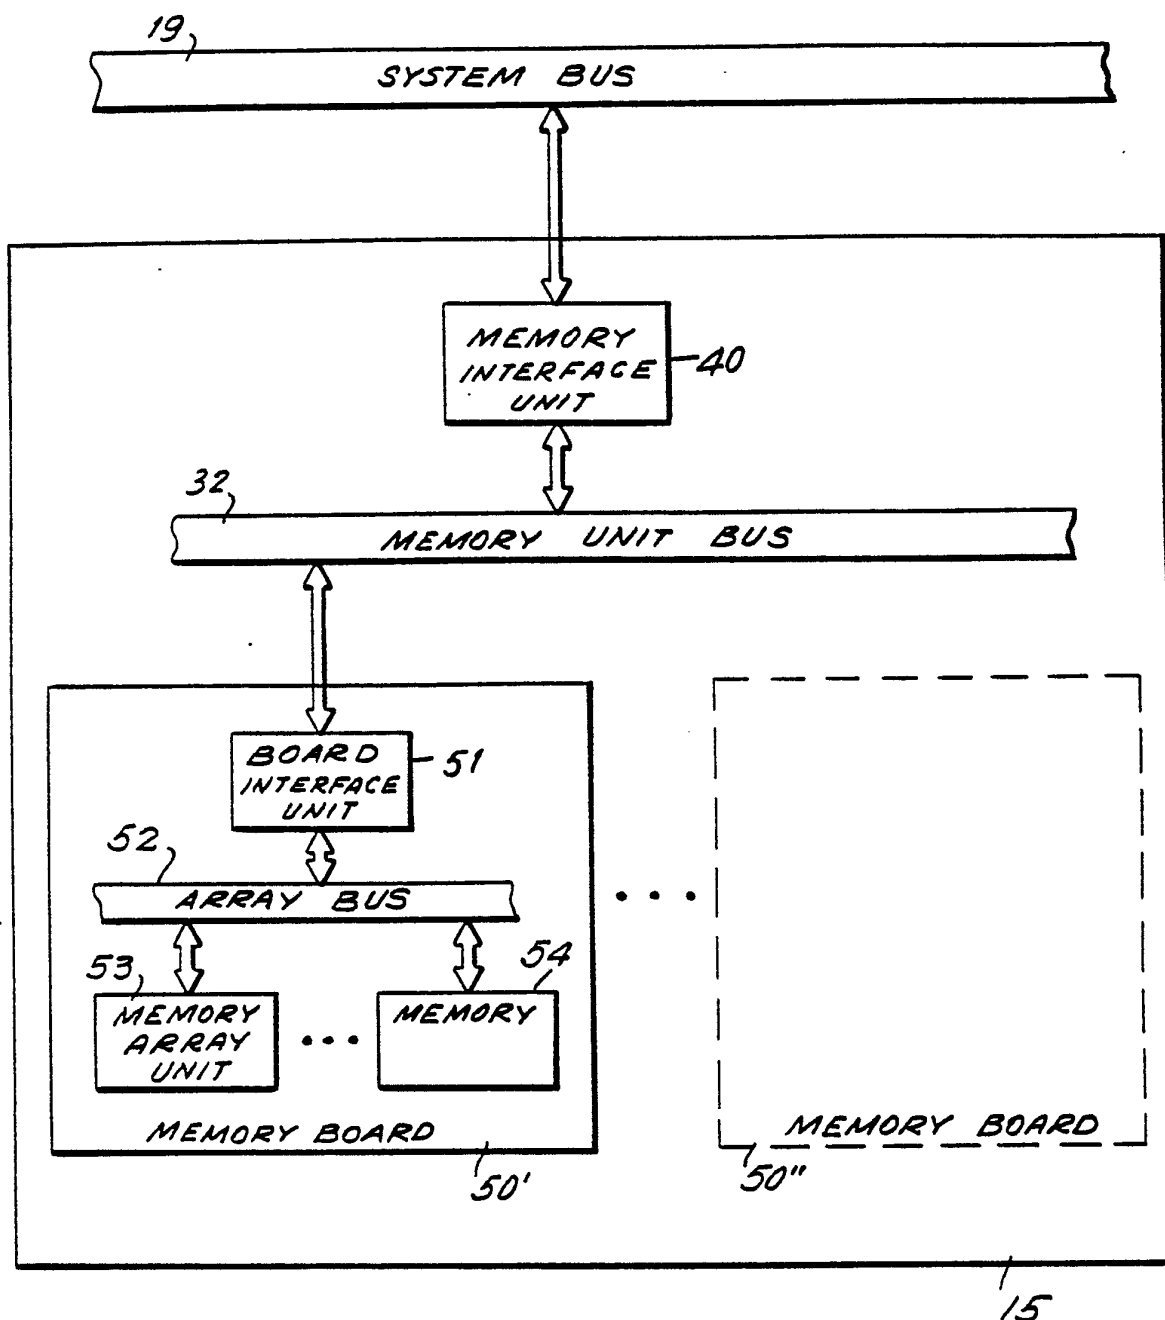 19
SYSTEM BUS
MEMORY
INTERFACE
UNIT
40
32
MEMORY UNIT BUS
BOARD
INTERFACE
UNIT
51
52
ARRAY BUS
53
MEMORY
ARRAY
UNIT
54
MEMORY
MEMORY BOARD
50'
MEMORY BOARD
50"
15